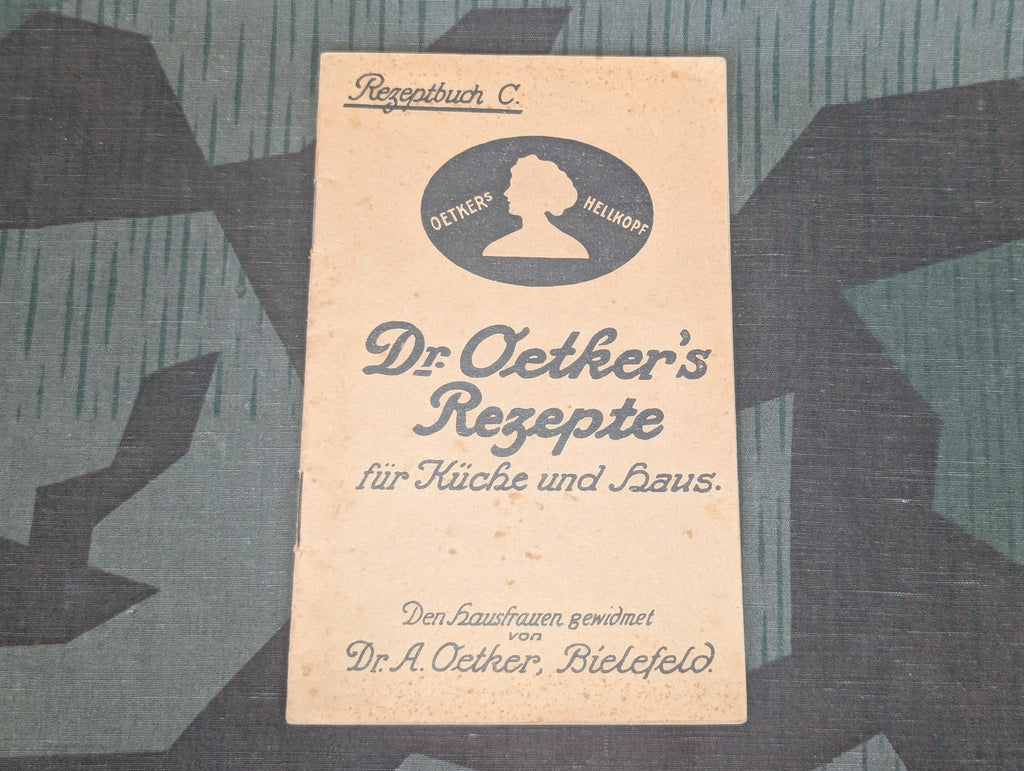 Rezeptbuch C.
OETKERS HELLKOPF
Dr. Oetker's
Rezepte
für Küche und Haus.
Den Hausfrauen gewidmet
von
Dr. A. Oetker, Bielefeld.